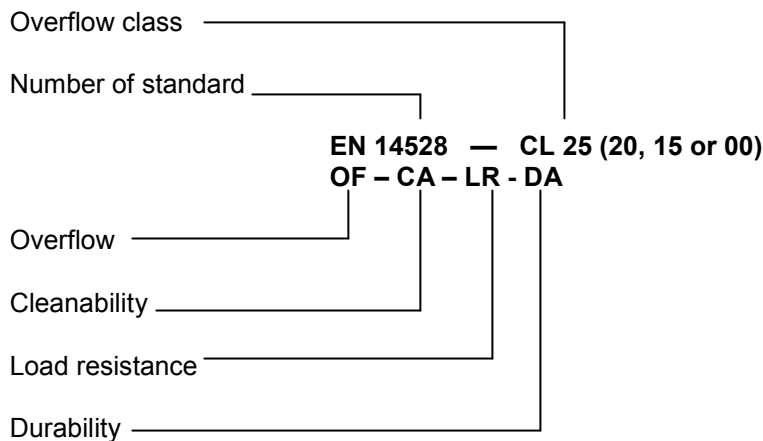 Overflow class
Number of standard
EN 14528 — CL 25 (20, 15 or 00)
OF – CA – LR - DA
Overflow
Cleanability
Load resistance
Durability